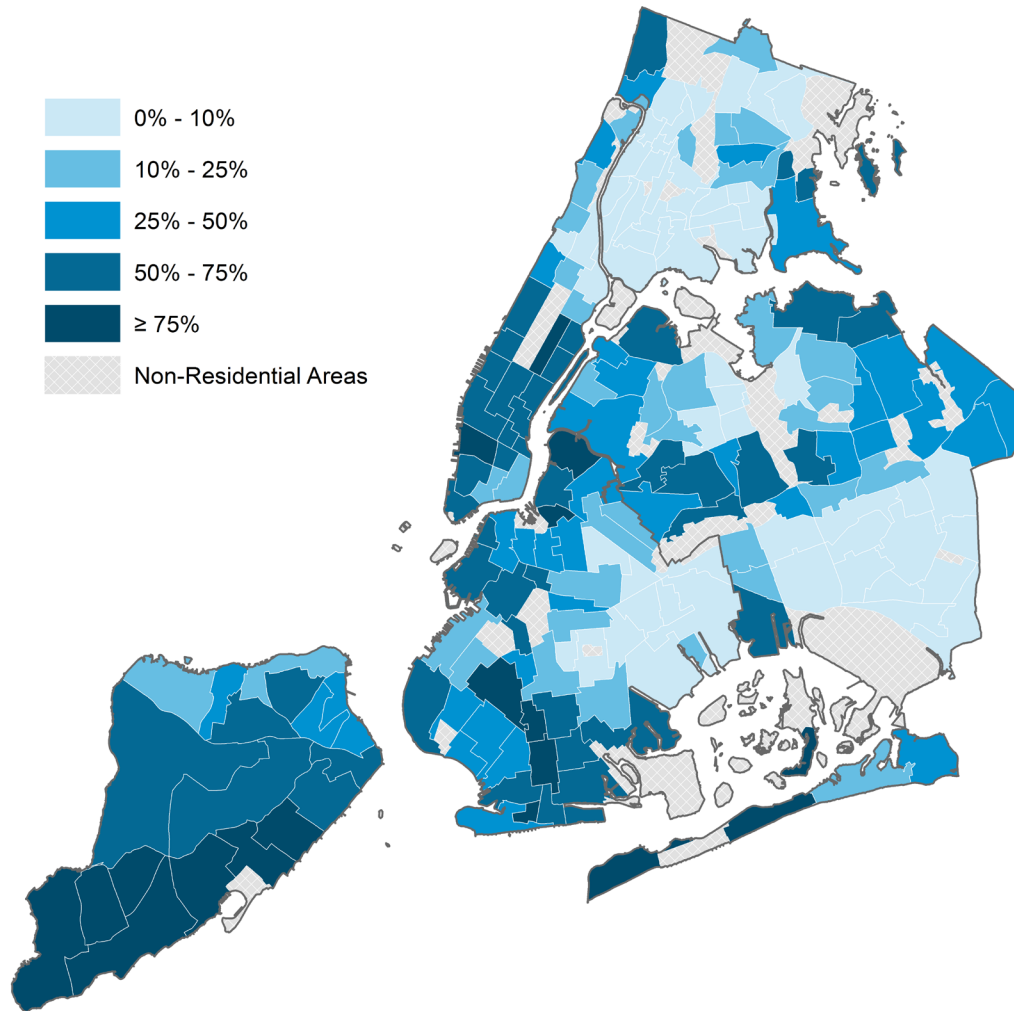 0% - 10%
10% - 25%
25% - 50%
50% - 75%
≥ 75%
Non-Residential Areas